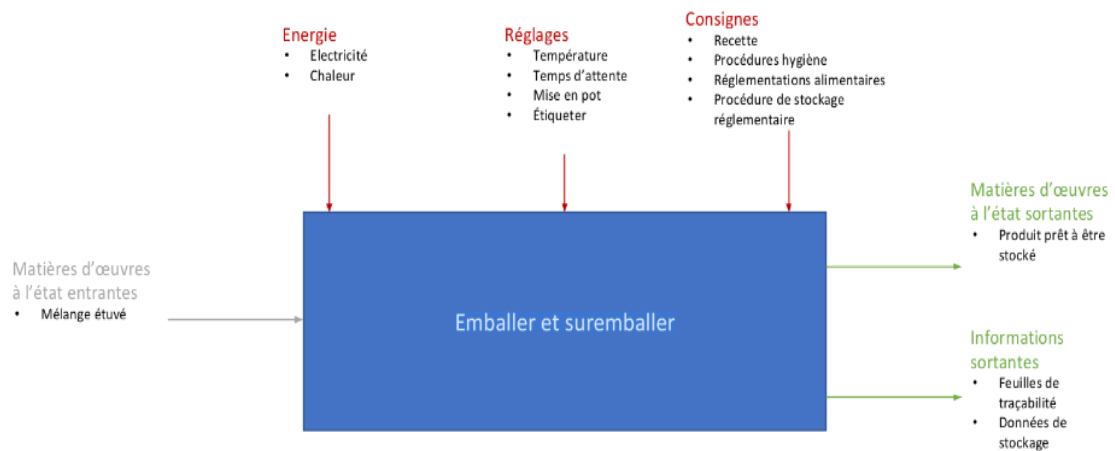 Energie
• Electricité
• Chaleur
Réglages
• Température
• Temps d'attente
• Mise en pot
• Étiqueter
Consignes
• Recette
• Procédures hygiène
• Réglementations alimentaires
• Procédure de stockage
réglementaire
Matières d'œuvres
à l'état entrantes
• Mélange étuvé
Emballer et suremballer
Matières d'œuvres
à l'état sortantes
• Produit prêt à être
stocké
Informations
sortantes
• Feuilles de
traçabilité
• Données de
stockage